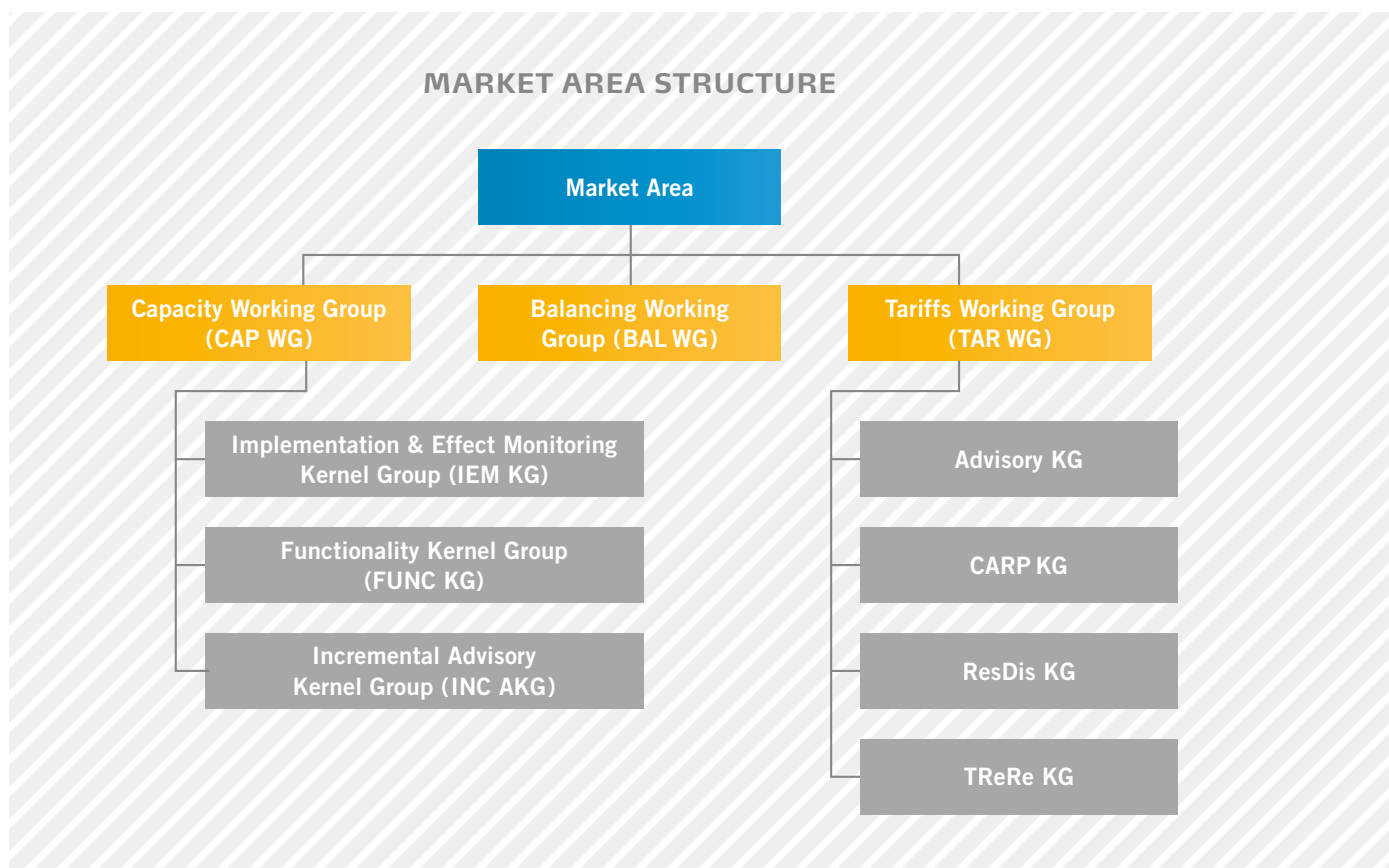 MARKET AREA STRUCTURE
Market Area
Capacity Working Group
(CAP WG)
Balancing Working
Group (BAL WG)
Tariffs Working Group
(TAR WG)
Implementation & Effect Monitoring
Kernel Group (IEM KG)
Functionality Kernel Group
(FUNC KG)
Incremental Advisory
Kernel Group (INC AKG)
Advisory KG
CARP KG
ResDis KG
TReRe KG